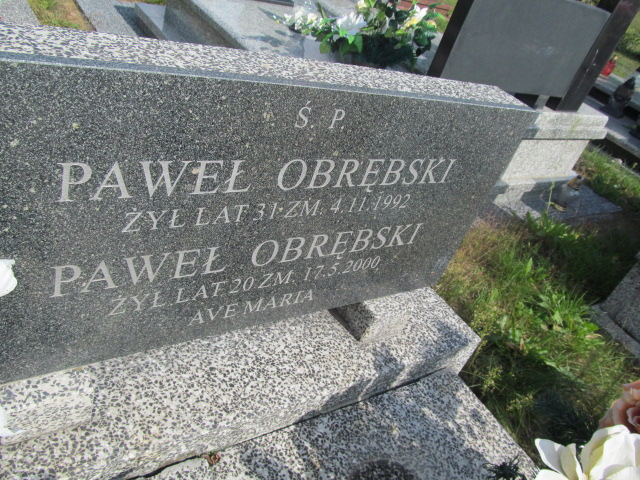 Ś. P.
PAWEŁ OBRĘBSKI
ŻYŁ LAT 31 ZM. 4.11.1992
PAWEŁ OBRĘBSKI
ŻYŁ LAT 20 ZM. 17.5.2000
AVE MARIA